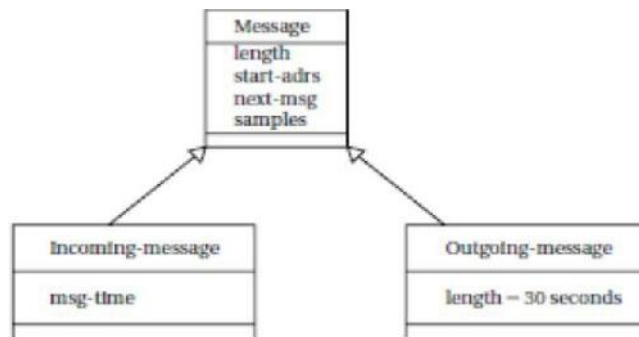 Message
length
start-adrs
next-msg
samples
Incoming-message
msg-time
Outgoing-message
length = 30 seconds